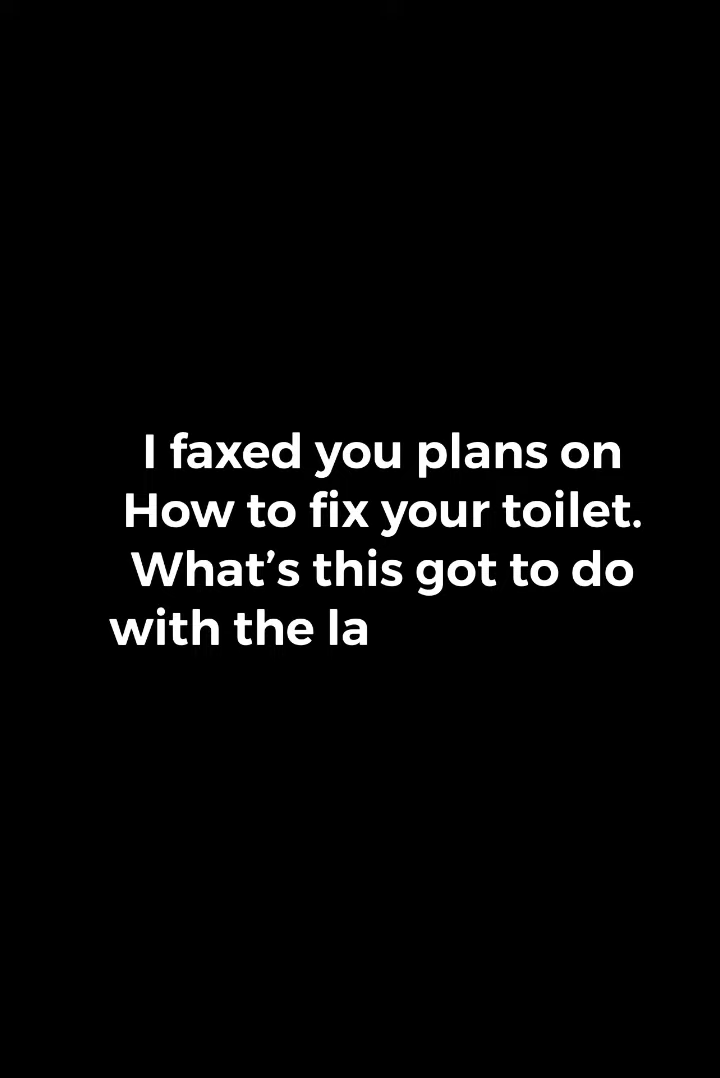 I faxed you plans on
How to fix your toilet.
What’s this got to do
with the la